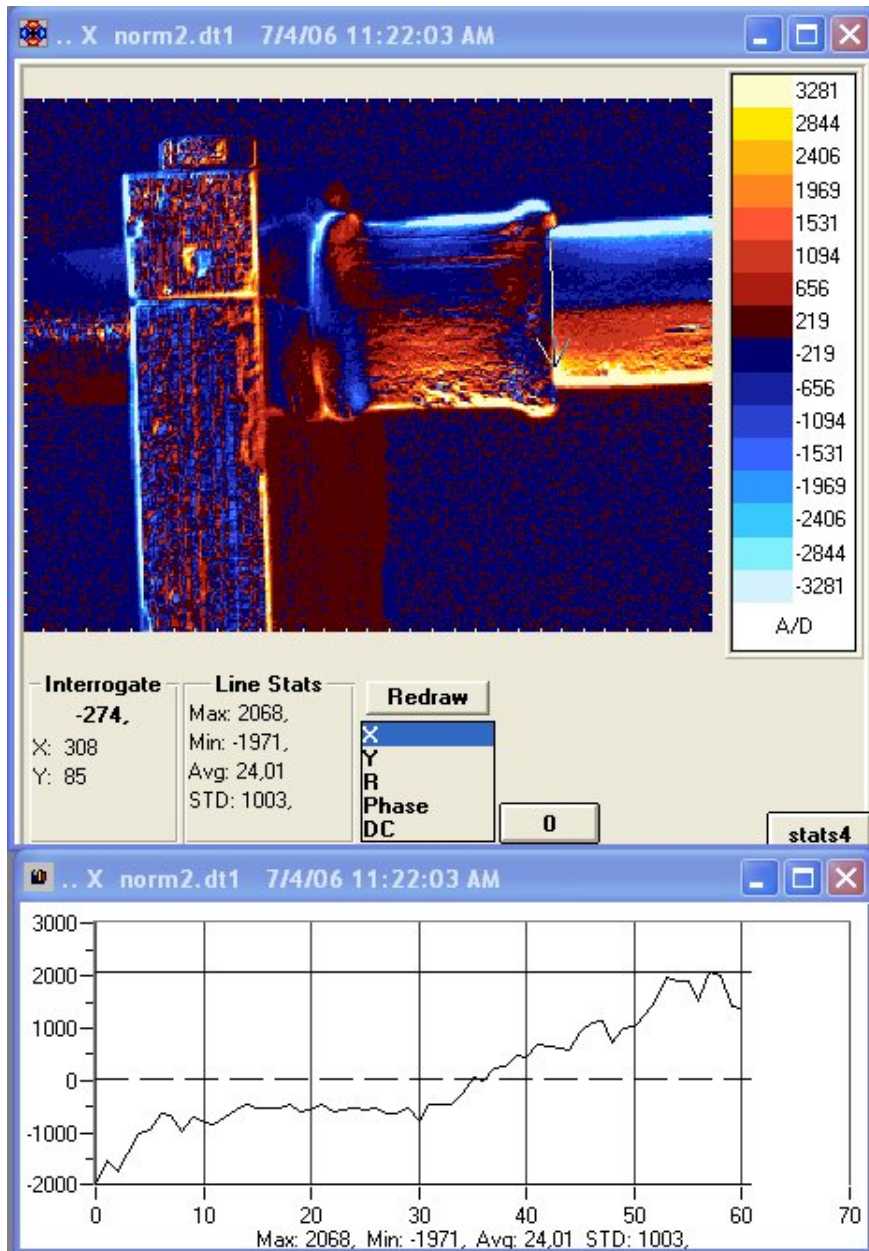 .. X norm2.dt1 7/4/06 11:22:03 AM
3281
2844
2406
1969
1531
1094
656
219
-219
-656
-1094
-1531
-1969
-2406
-2844
-3281
A/D
Interrogate
-274,
X: 308
Y: 85
Line Stats
Max: 2068,
Min: -1971,
Avg: 24,01
STD: 1003,
Redraw
X
Y
R
Phase
DC
0
stats4
.. X norm2.dt1 7/4/06 11:22:03 AM
3000
2000
1000
0
-1000
-2000
0 10 20 30 40 50 60 70
Max: 2068, Min: -1971, Avg: 24,01 STD: 1003,